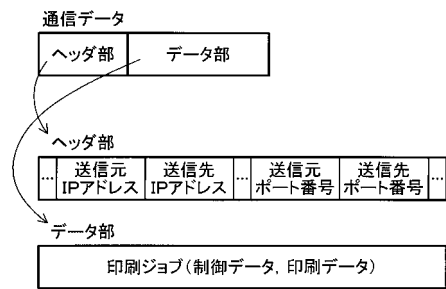 通信データ
ヘッダ部 データ部
ヘッダ部
… 送信元 送信先 … 送信元 送信先 …
IPアドレス IPアドレス ポート番号 ポート番号
データ部
印刷ジョブ(制御データ, 印刷データ)